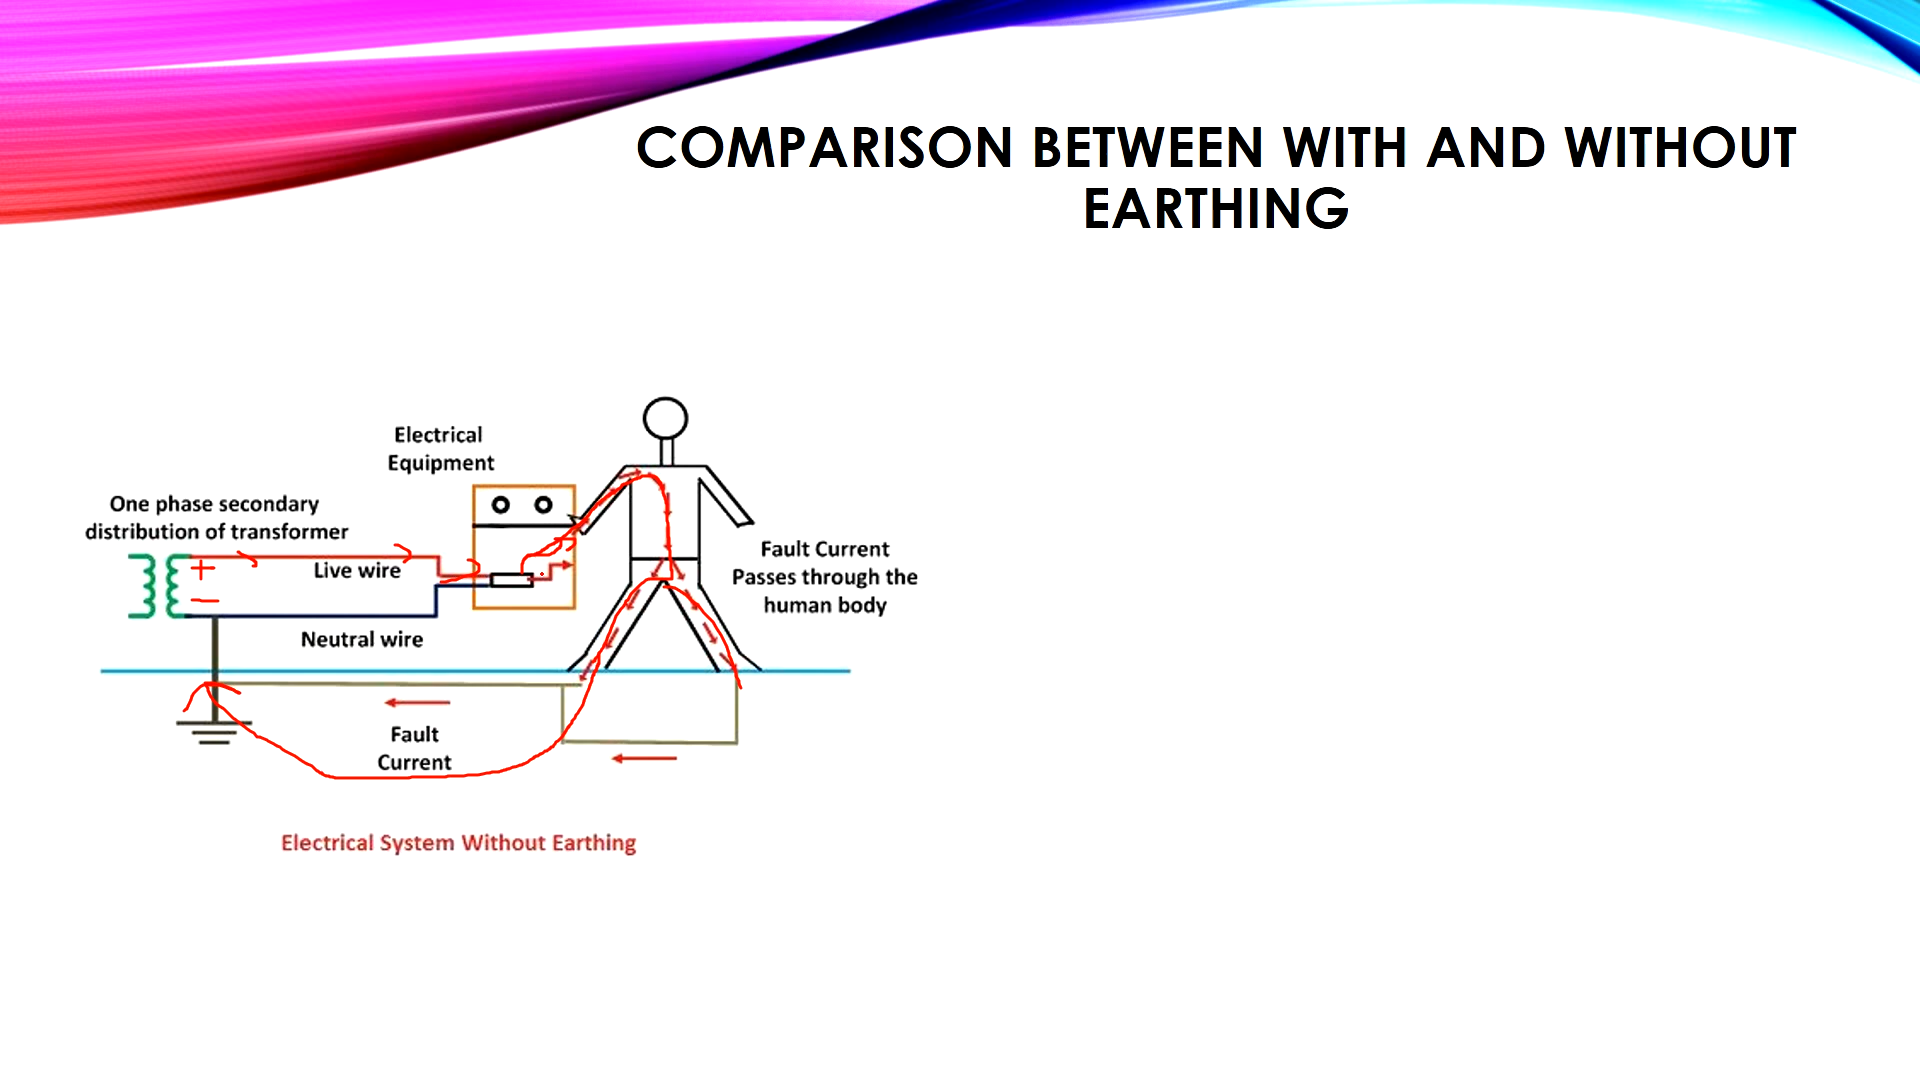 COMPARISON BETWEEN WITH AND WITHOUT
EARTHING
Electrical
Equipment
One phase secondary
distribution of transformer
+
Live wire
−
Neutral wire
Fault Current
Passes through the
human body
Fault
Current
Electrical System Without Earthing